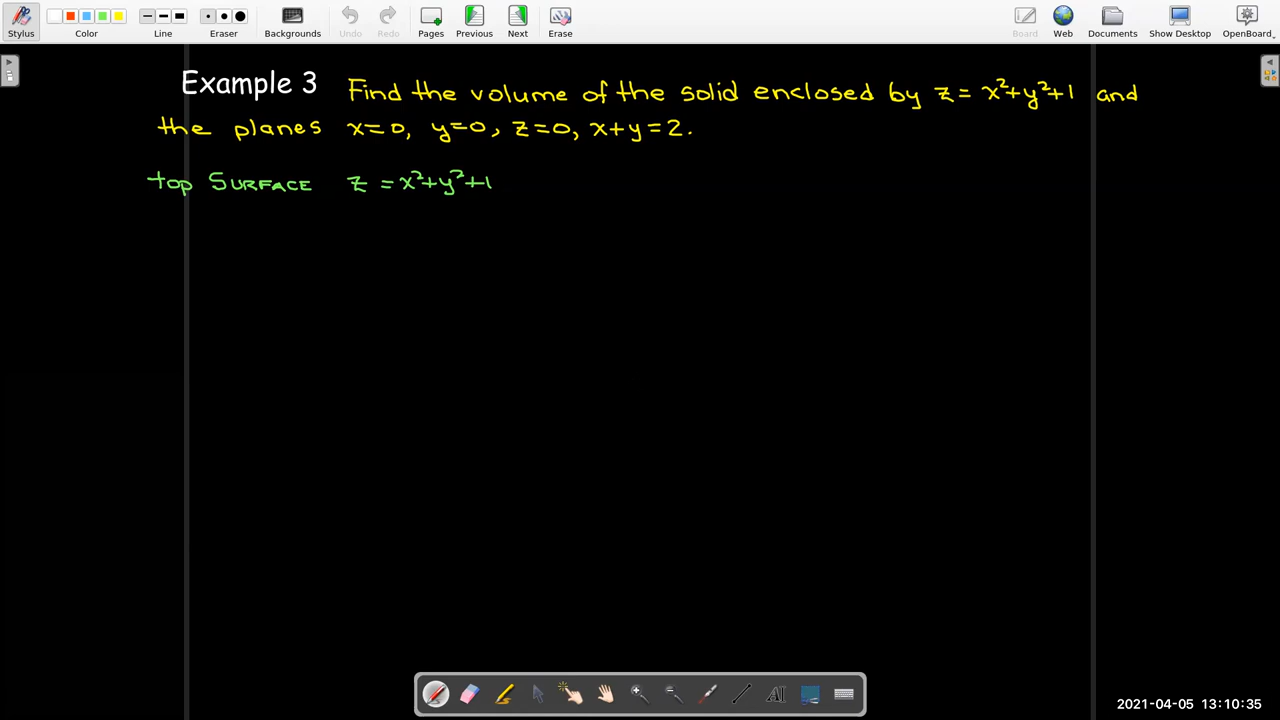 Stylus Color Line Eraser Backgrounds Undo Redo Pages Previous Next Erase Board Web Documents Show Desktop OpenBoard
Example 3 Find the volume of the solid enclosed by z = x²+y²+1 and
the planes x=0, y=0, z=0, x+y=2.
top SURFACE z = x²+y²+1
2021-04-05 13:10:35